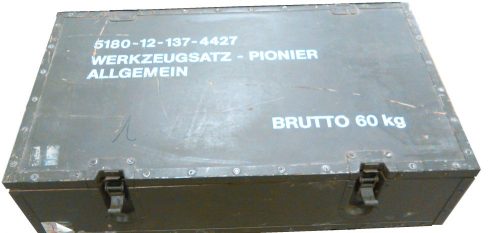 5180-12-137-4427
WERKZEUGSATZ - PIONIER
ALLGEMEIN
BRUTTO 60 kg